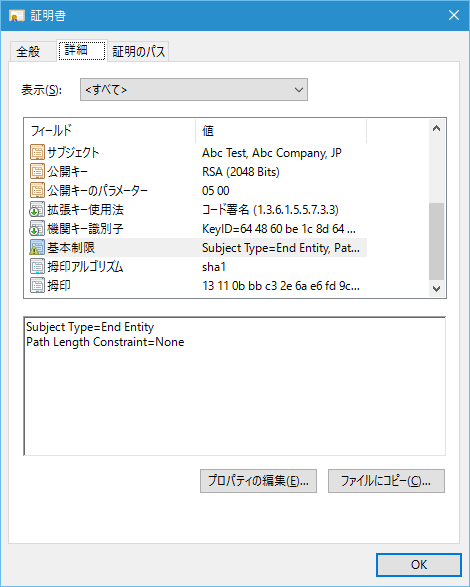 証明書
全般 詳細 証明のパス
表示(S): <すべて>
フィールド 値
サブジェクト Abc Test, Abc Company, JP
公開キー RSA (2048 Bits)
公開キーのパラメーター 05 00
拡張キー使用法 コード署名 (1.3.6.1.5.5.7.3.3)
機関キー識別子 KeyID=64 48 60 be 1c 8d 64 ...
基本制限 Subject Type=End Entity, Pat...
拇印アルゴリズム sha1
拇印 13 11 0b bb c3 2e 6a e6 fd 9c...
Subject Type=End Entity
Path Length Constraint=None
プロパティの編集(E)... ファイルにコピー(C)...
OK